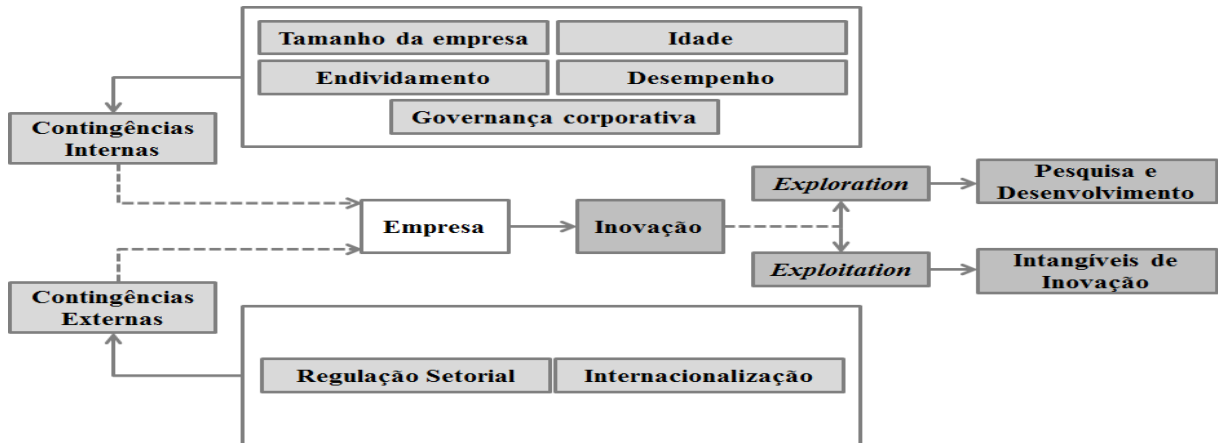 Tamanho da empresa
Idade
Endividamento
Desempenho
Governança corporativa
Contingências
Internas
Exploration
Pesquisa e
Desenvolvimento
Empresa
Inovação
Exploitation
Intangíveis de
Inovação
Contingências
Externas
Regulação Setorial
Internacionalização